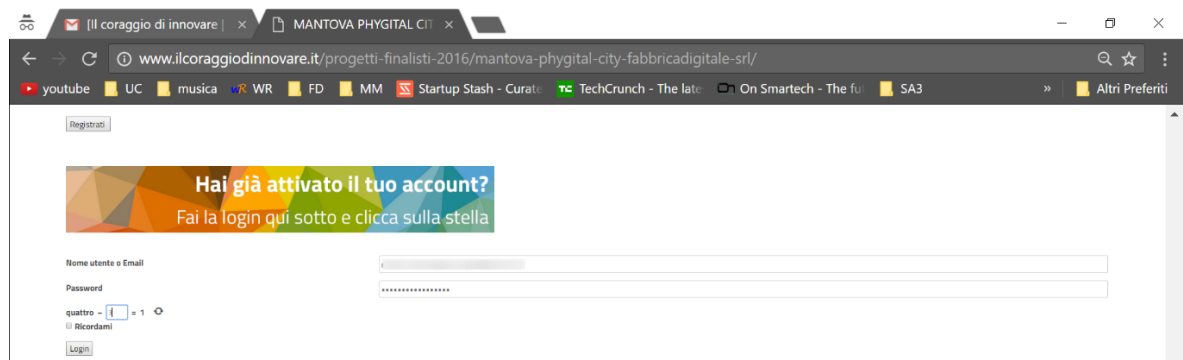 [Il coraggio di innovare |
MANTOVA PHYGITAL CIT
www.ilcoraggiodinnovare.it/progetti-finalisti-2016/mantova-phygital-city-fabbricadigitale-srl/
youtube UC musica WR WR FD MM Startup Stash - Curate TechCrunch - The late On Smartech - The fu SA3 » Altri Preferiti
Registrati
Hai già attivato il tuo account?
Fai la login qui sotto e clicca sulla stella
Nome utente o Email
Password
quattro − = 1
Ricordami
Login